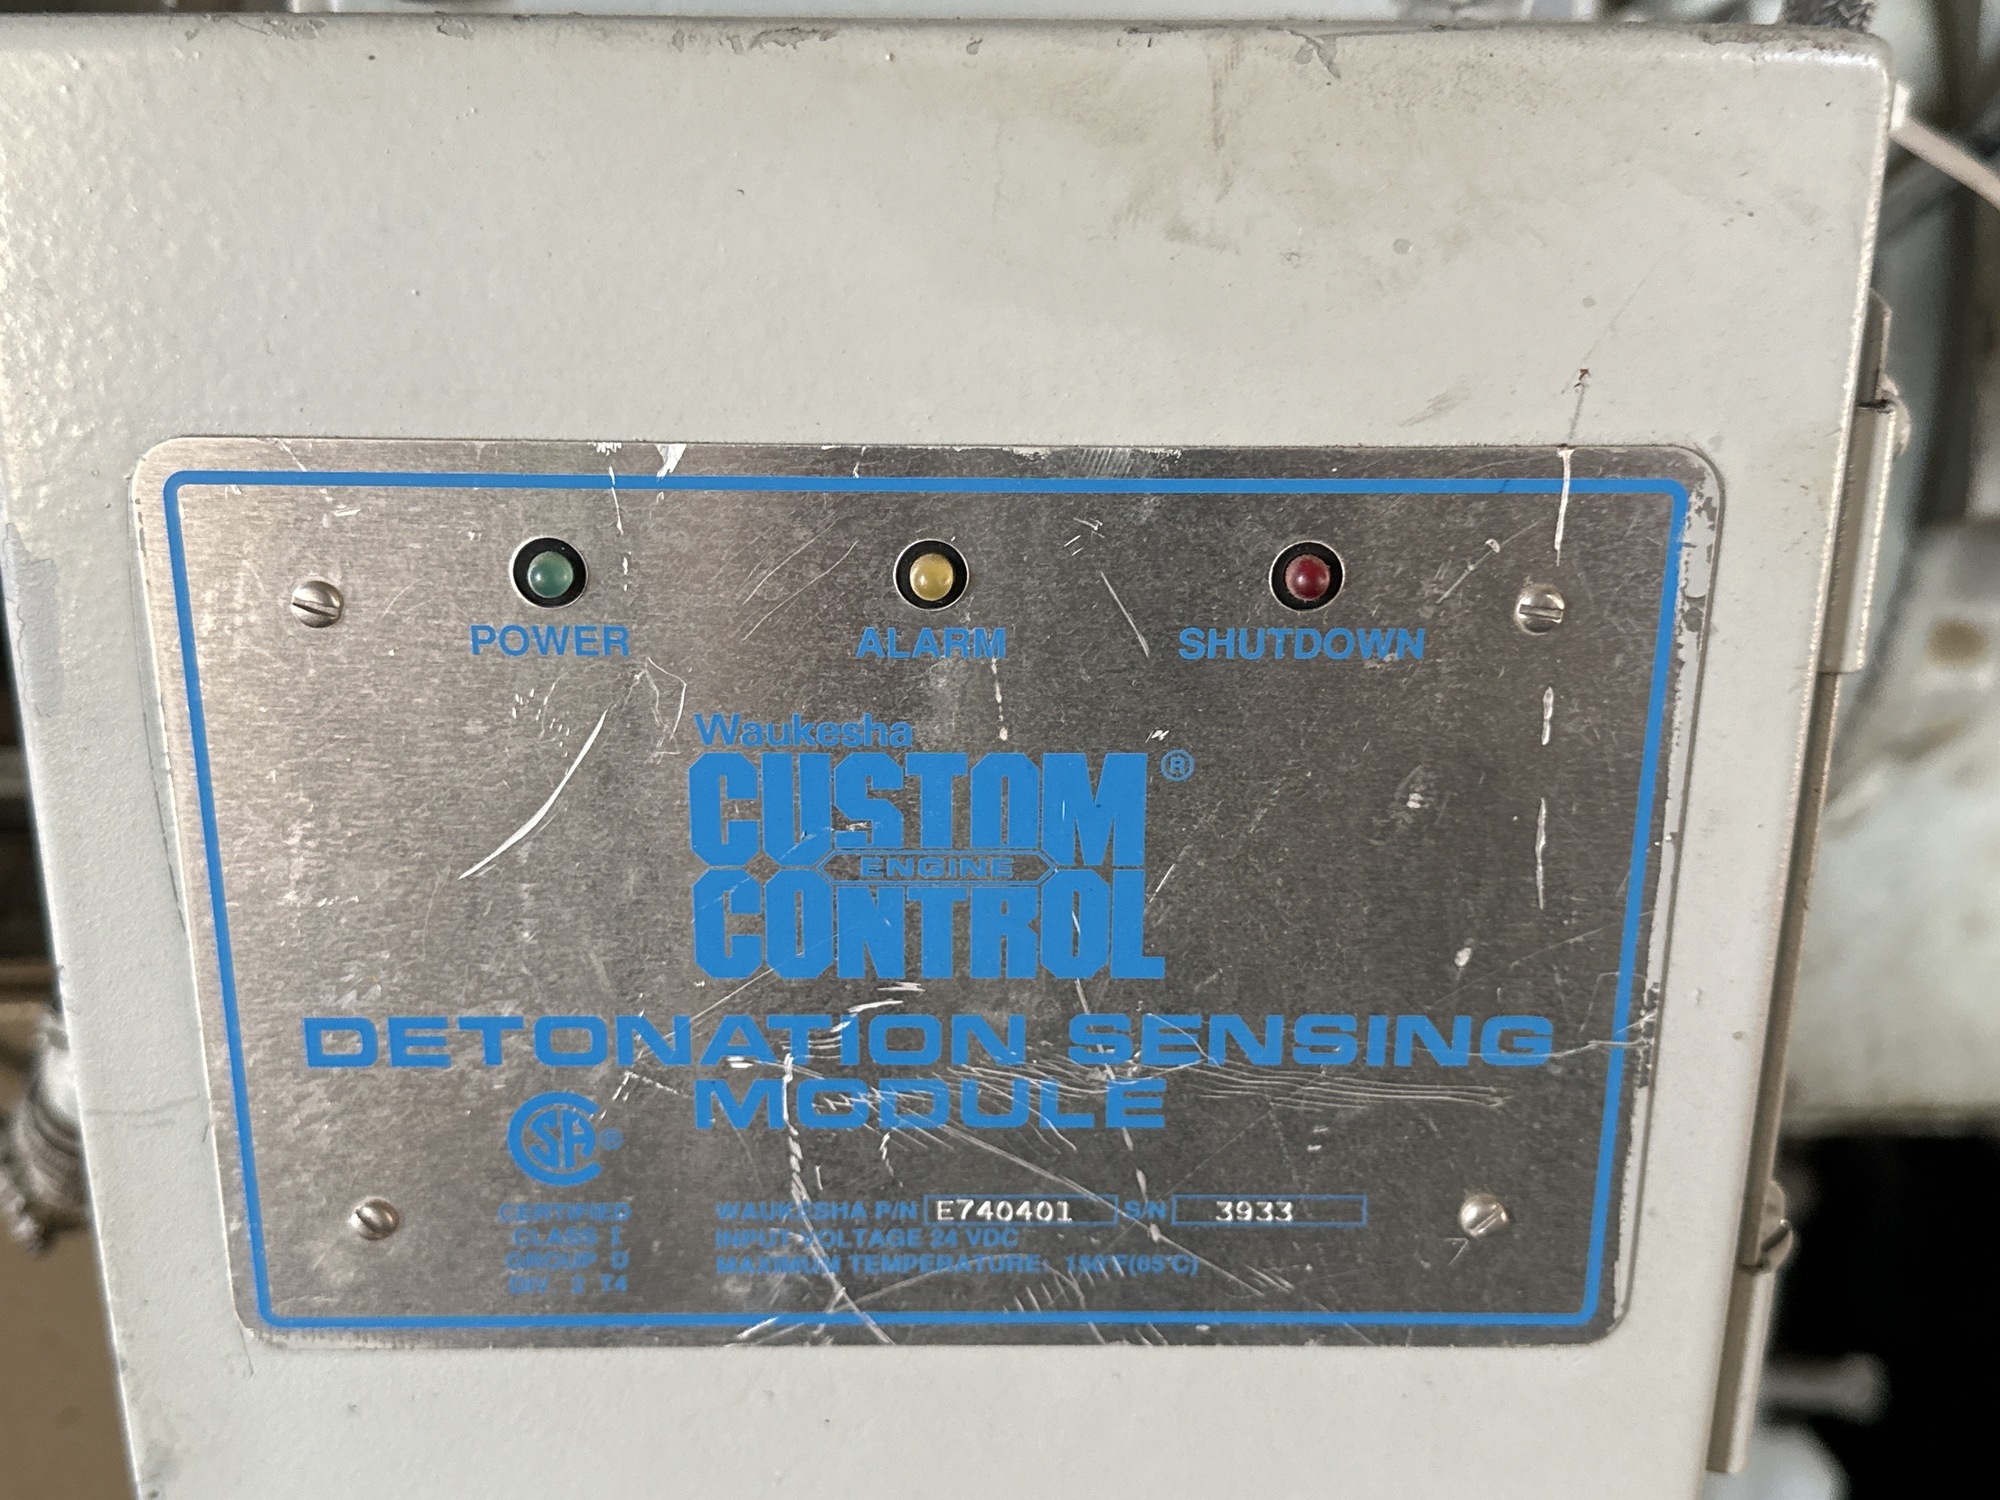 POWER ALARM SHUTDOWN
Waukesha
CUSTOM®
ENGINE
CONTROL
DETONATION SENSING
MODULE
CSA®
CERTIFIED
CLASS I
GROUP D
DIV. 2 T4
WAUKESHA P/N E740401 S/N 3933
INPUT VOLTAGE 24 VDC
MAXIMUM TEMPERATURE: